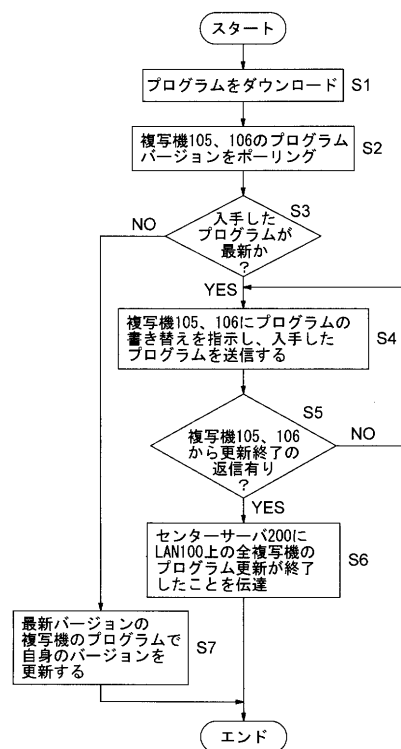 スタート
プログラムをダウンロード
S1
複写機105、106のプログラム
バージョンをポーリング
S2
入手した
プログラムが
最新か
?
S3
NO
YES
複写機105、106にプログラムの
書き替えを指示し、入手した
プログラムを送信する
S4
複写機105、106
から更新終了の
返信有り
?
S5
NO
YES
センターサーバ200に
LAN100上の全複写機の
プログラム更新が終了
したことを伝達
S6
最新バージョンの
複写機のプログラムで
自身のバージョンを
更新する
S7
エンド